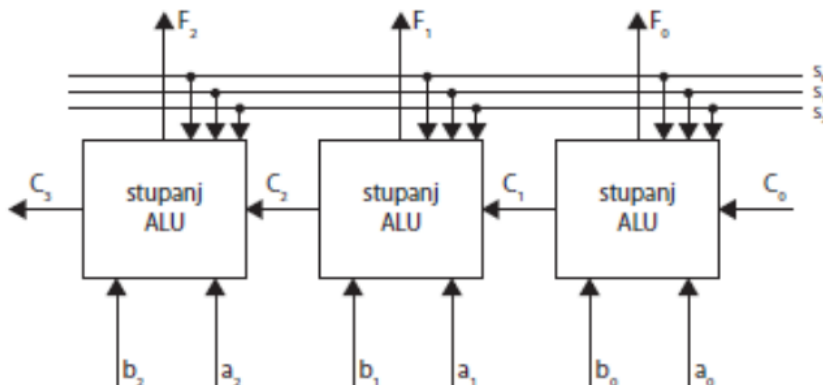 F₂ F₁ F₀
C₃ stupanj ALU C₂ stupanj ALU C₁ stupanj ALU C₀
b₂ a₂ b₁ a₁ b₀ a₀